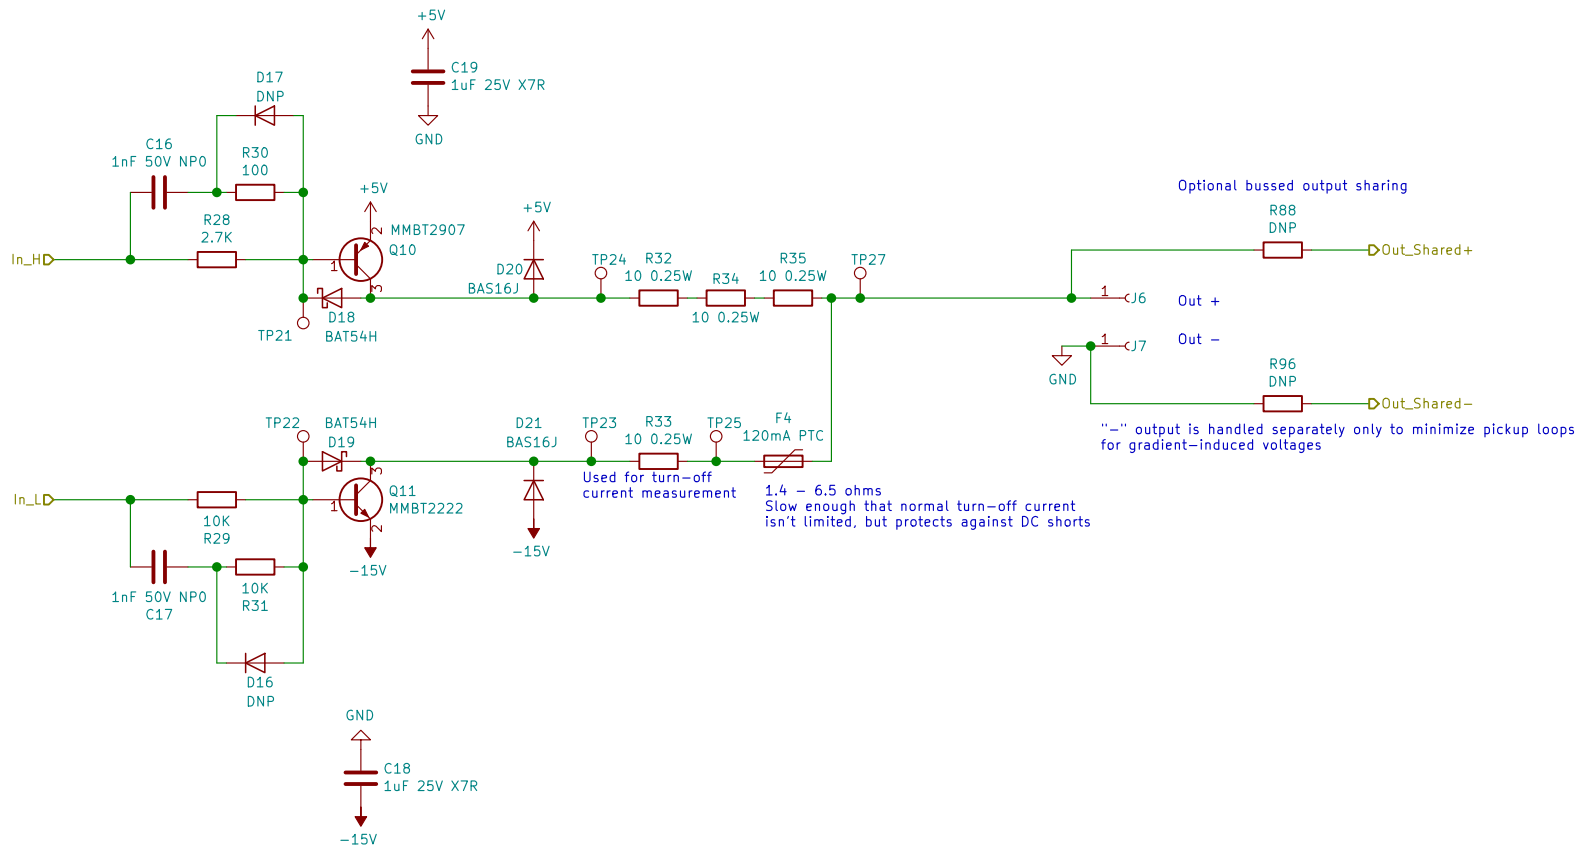 +5V
C19
1uF 25V X7R
GND
D17
DNP
C16
1nF 50V NP0
R30
100
R28
2.7K
In_H
+5V
2
MMBT2907
Q10
1
3
D18
BAT54H
TP21
+5V
D20
BAS16J
TP24
R32
10 0.25W
R34
10 0.25W
R35
10 0.25W
TP27
Optional bussed output sharing
R88
DNP
Out_Shared+
1
J6
Out +
1
J7
Out -
GND
R96
DNP
Out_Shared-
"-" output is handled separately only to minimize pickup loops
for gradient-induced voltages
TP22
BAT54H
D19
In_L
10K
R29
3
Q11
MMBT2222
1
2
-15V
1nF 50V NP0
C17
10K
R31
D16
DNP
D21
BAS16J
-15V
TP23
R33
10 0.25W
TP25
Used for turn-off
current measurement
F4
120mA PTC
1.4 - 6.5 ohms
Slow enough that normal turn-off current
isn't limited, but protects against DC shorts
GND
C18
1uF 25V X7R
-15V